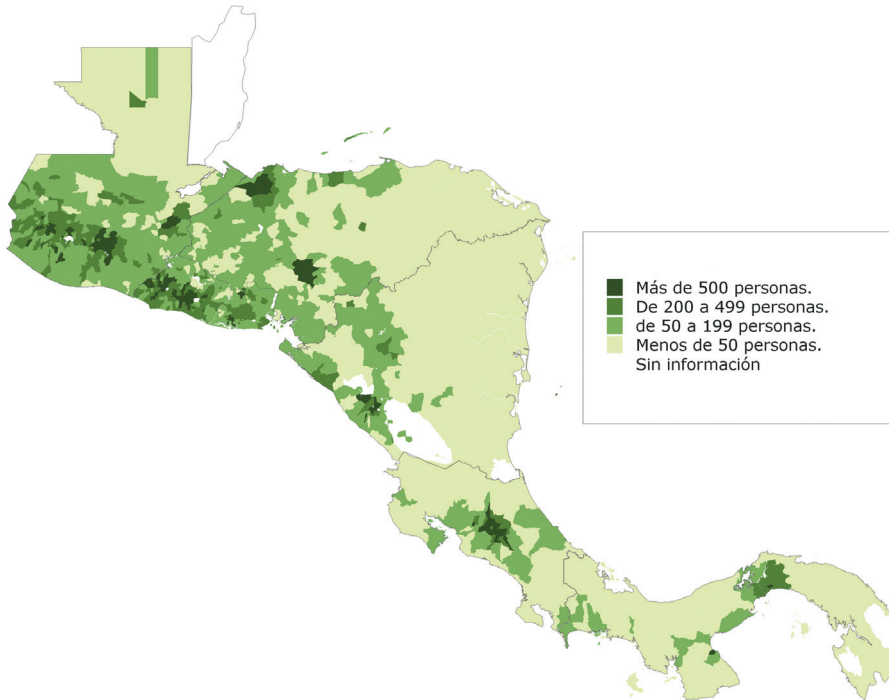 Más de 500 personas.
De 200 a 499 personas.
de 50 a 199 personas.
Menos de 50 personas.
Sin información